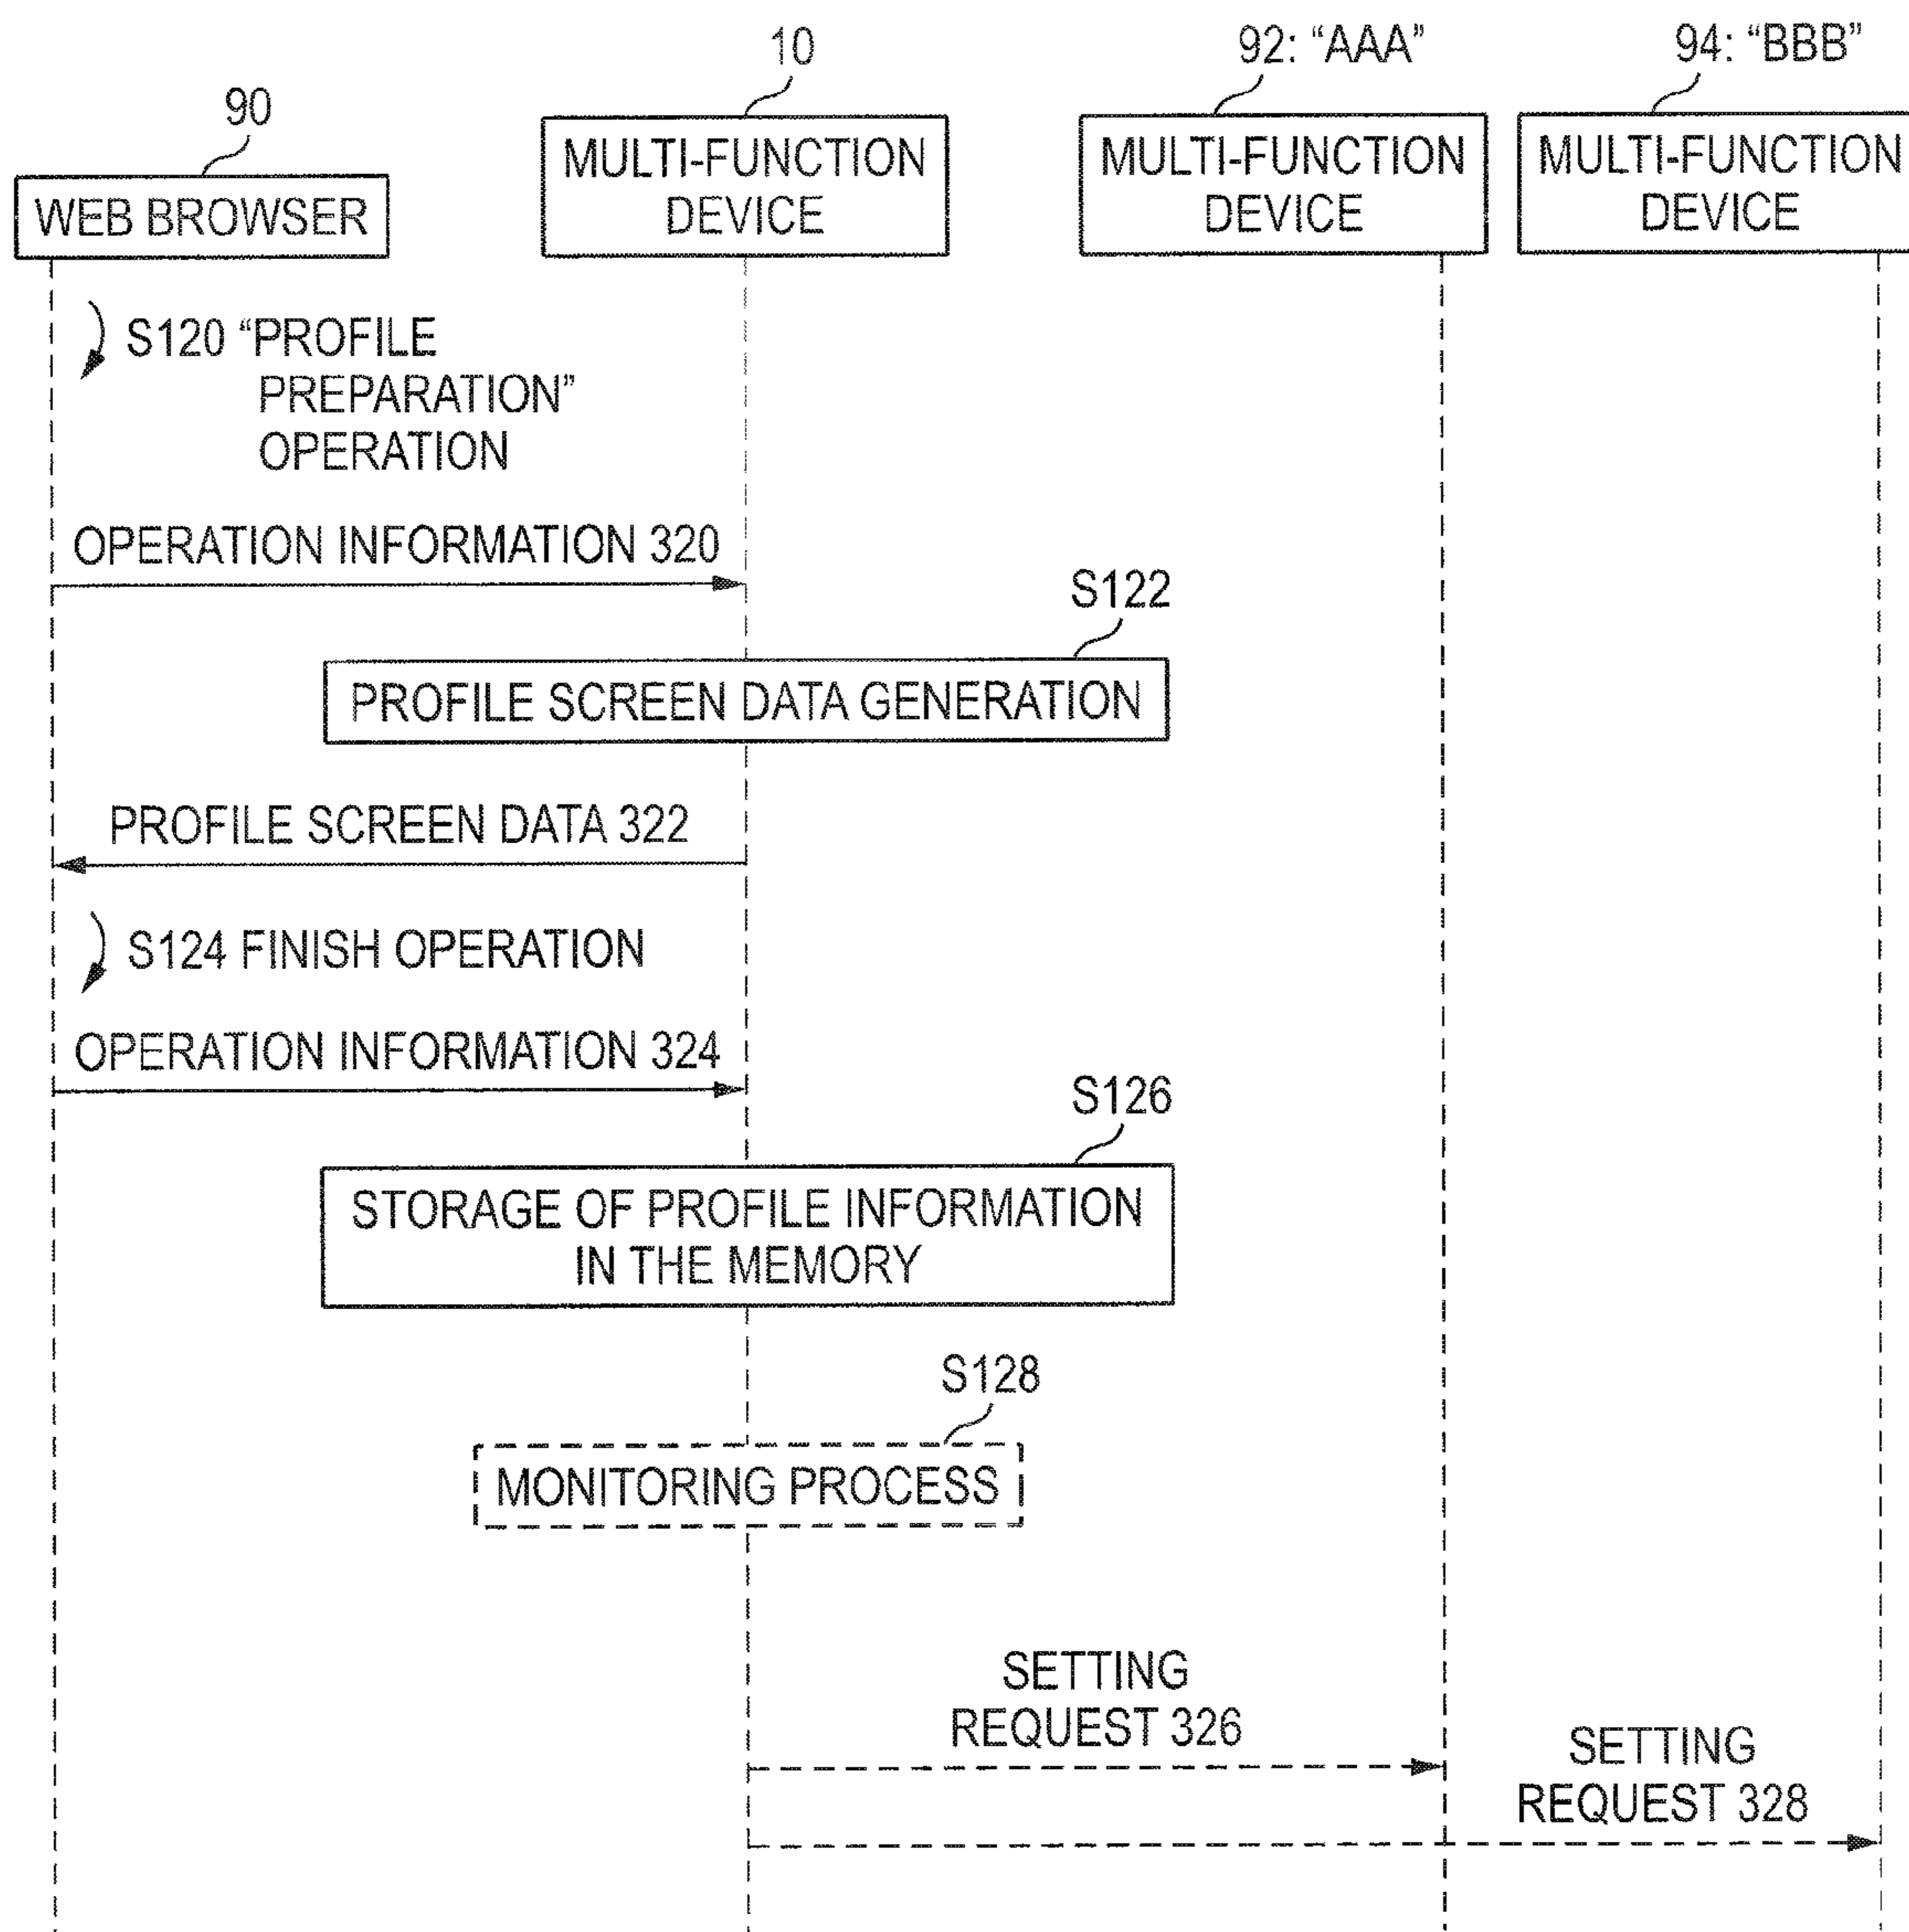 10
92: “AAA”
94: “BBB”
90
MULTI-FUNCTION
DEVICE
MULTI-FUNCTION
DEVICE
MULTI-FUNCTION
DEVICE
WEB BROWSER
S120 “PROFILE
PREPARATION”
OPERATION
OPERATION INFORMATION 320
S122
PROFILE SCREEN DATA GENERATION
PROFILE SCREEN DATA 322
S124 FINISH OPERATION
OPERATION INFORMATION 324
S126
STORAGE OF PROFILE INFORMATION
IN THE MEMORY
S128
MONITORING PROCESS
SETTING
REQUEST 326
SETTING
REQUEST 328